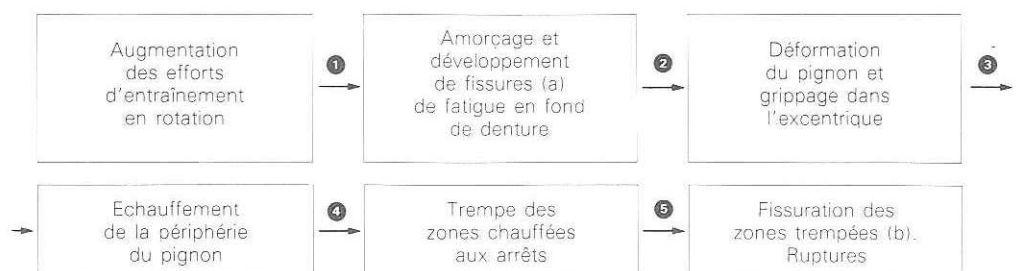 Augmentation
des efforts
d'entraînement
en rotation
1
Amorçage et
développement
de fissures (a)
de fatigue en fond
de denture
2
Déformation
du pignon et
grippage dans
l'excentrique
3
Echauffement
de la périphérie
du pignon
4
Trempe des
zones chauffées
aux arrêts
5
Fissuration des
zones trempées (b).
Ruptures